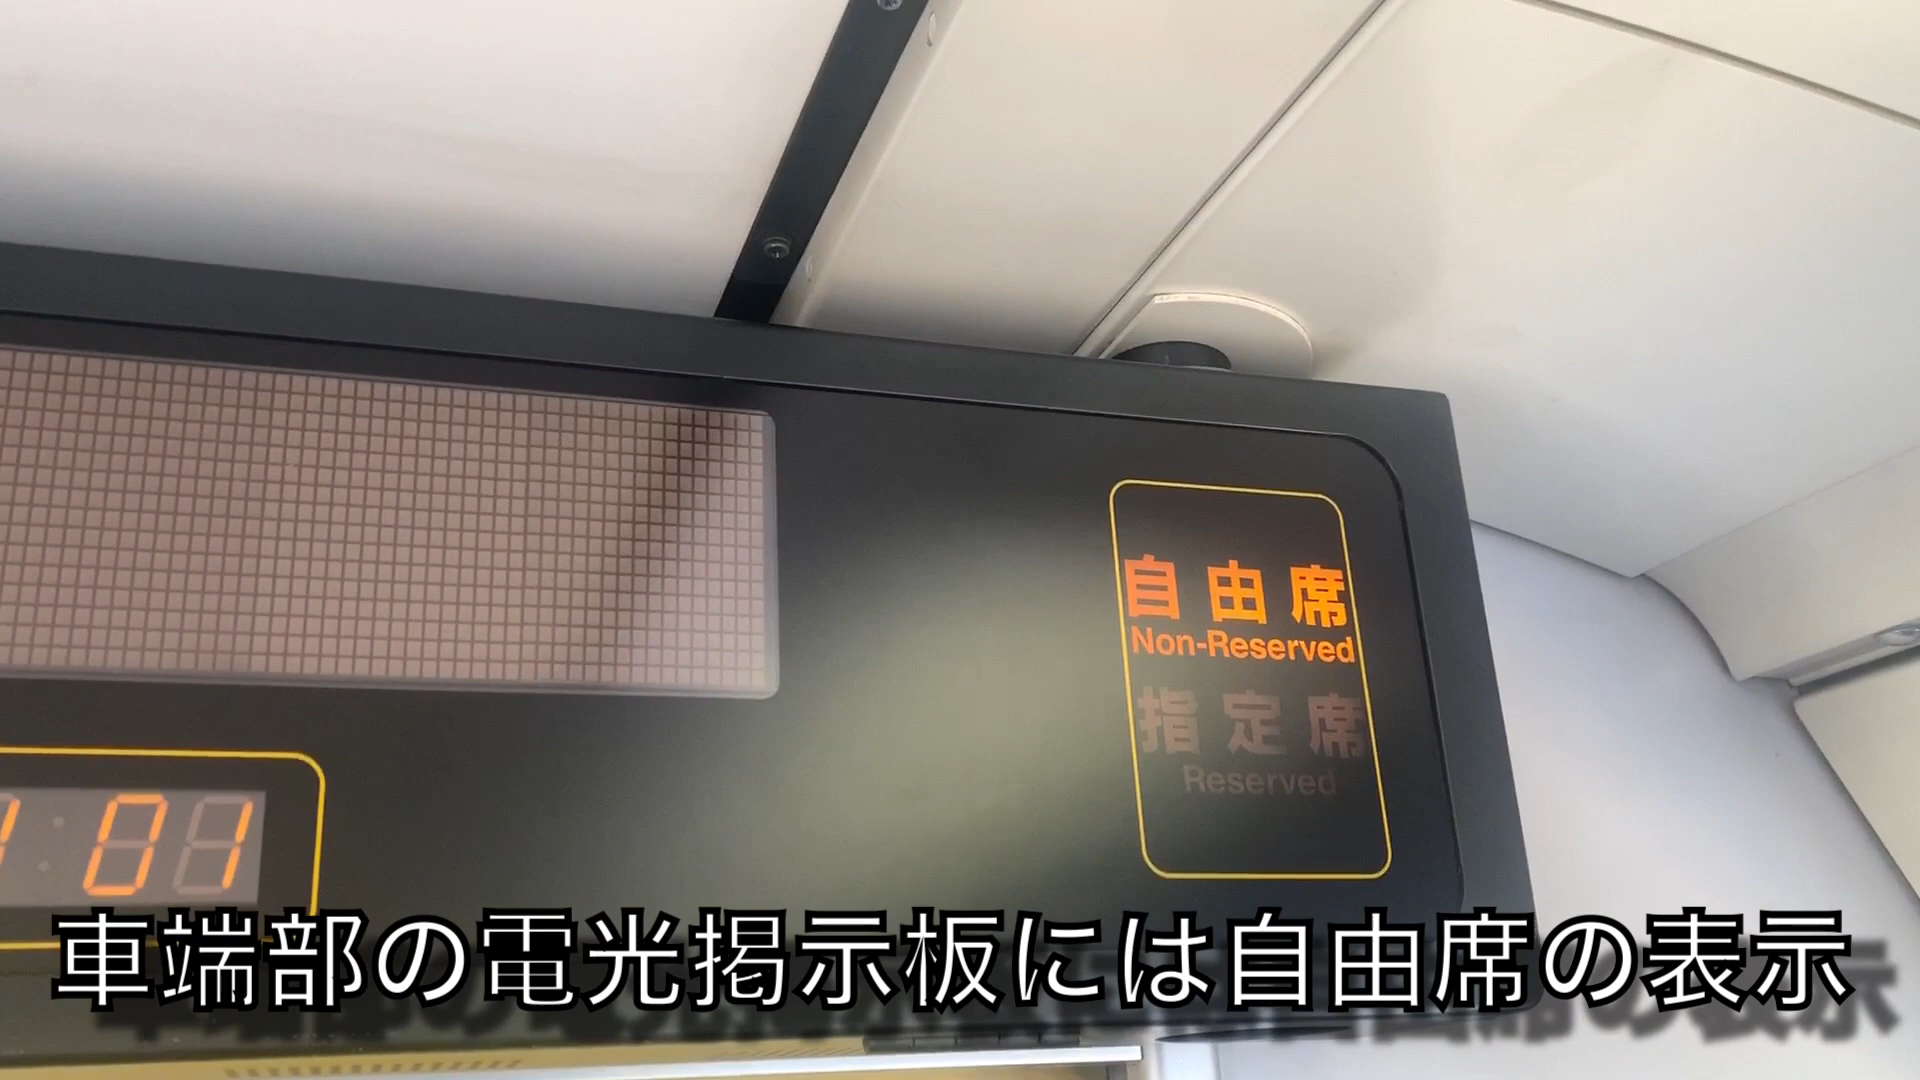 自由席
Non-Reserved
指定席
Reserved
01
車端部の電光掲示板には自由席の表示